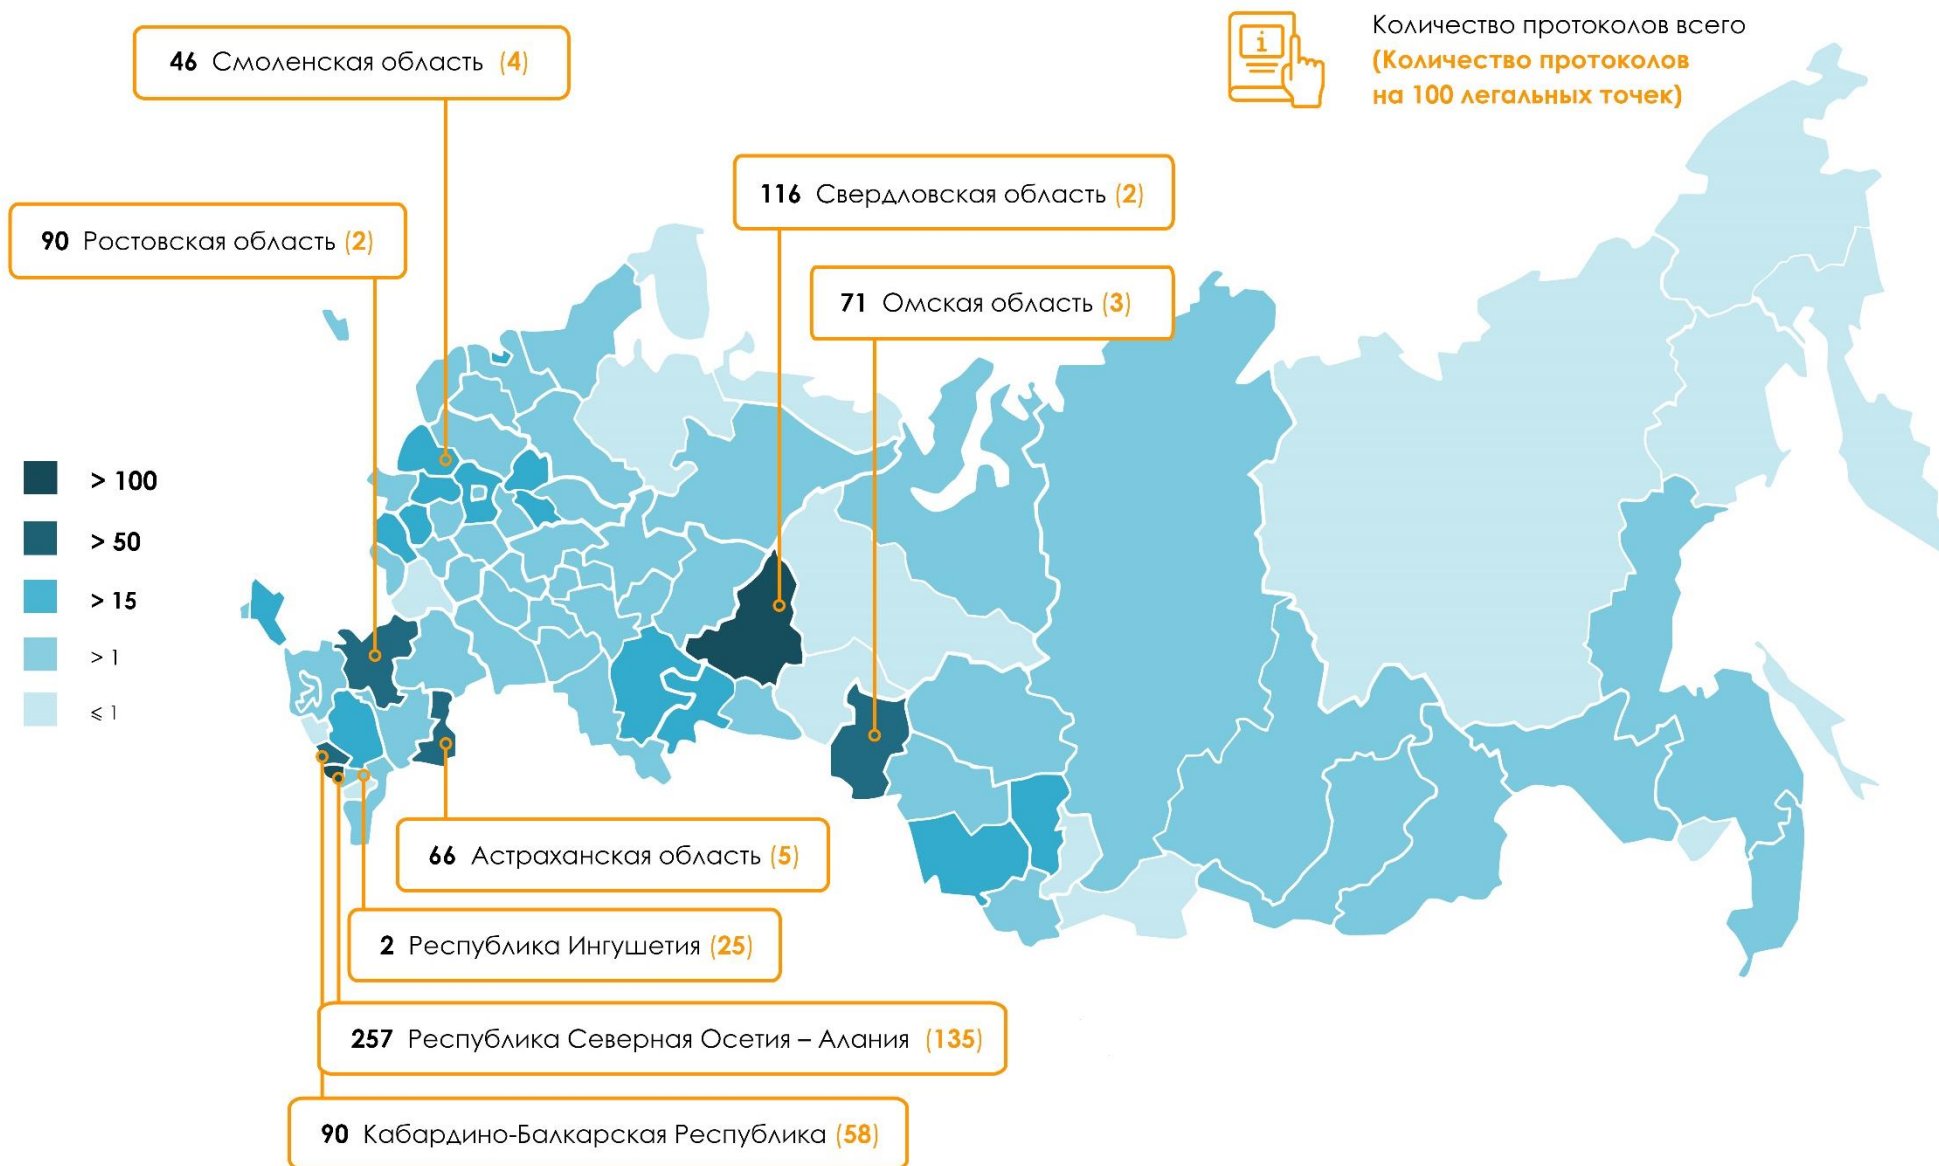 Количество протоколов всего
(Количество протоколов
на 100 легальных точек)
46 Смоленская область (4)
116 Свердловская область (2)
90 Ростовская область (2)
71 Омская область (3)
> 100
> 50
> 15
> 1
⩽ 1
66 Астраханская область (5)
2 Республика Ингушетия (25)
257 Республика Северная Осетия – Алания (135)
90 Кабардино-Балкарская Республика (58)